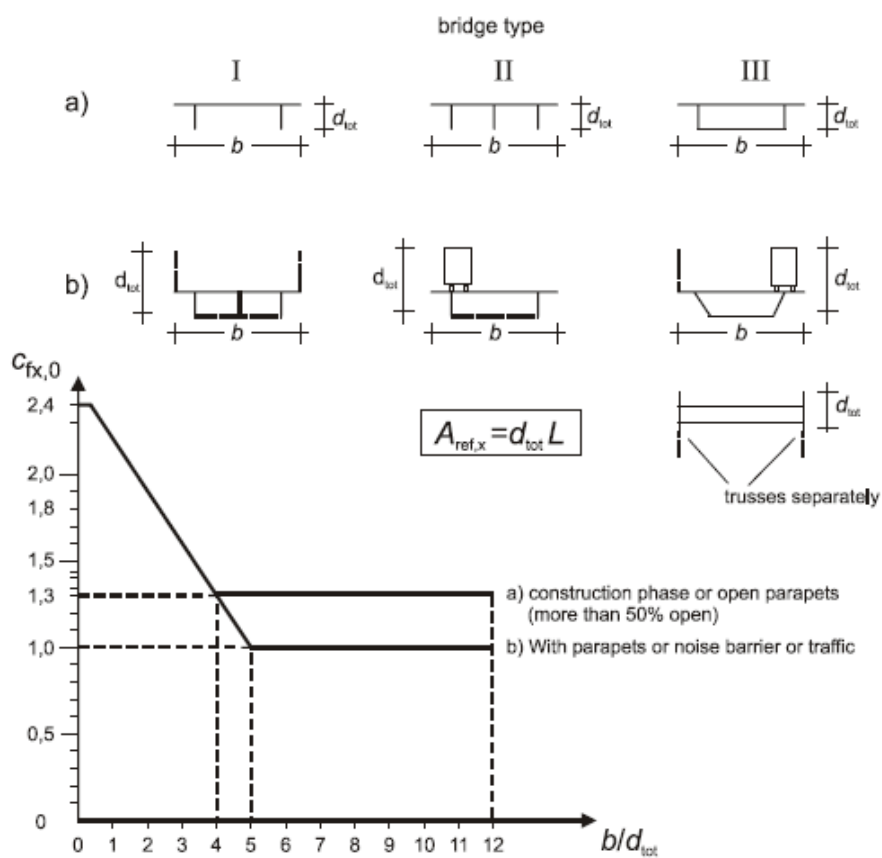 bridge type
I II III
a) d_tot d_tot d_tot
b b b
b) d_tot d_tot d_tot
b b b
c_fx,0
d_tot
2,4
A_ref,x = d_tot L
2,0
trusses separately
1,8
1,5
1,3
a) construction phase or open parapets
(more than 50% open)
1,0
b) With parapets or noise barrier or traffic
0,5
0
0 1 2 3 4 5 6 7 8 9 10 11 12 b/d_tot